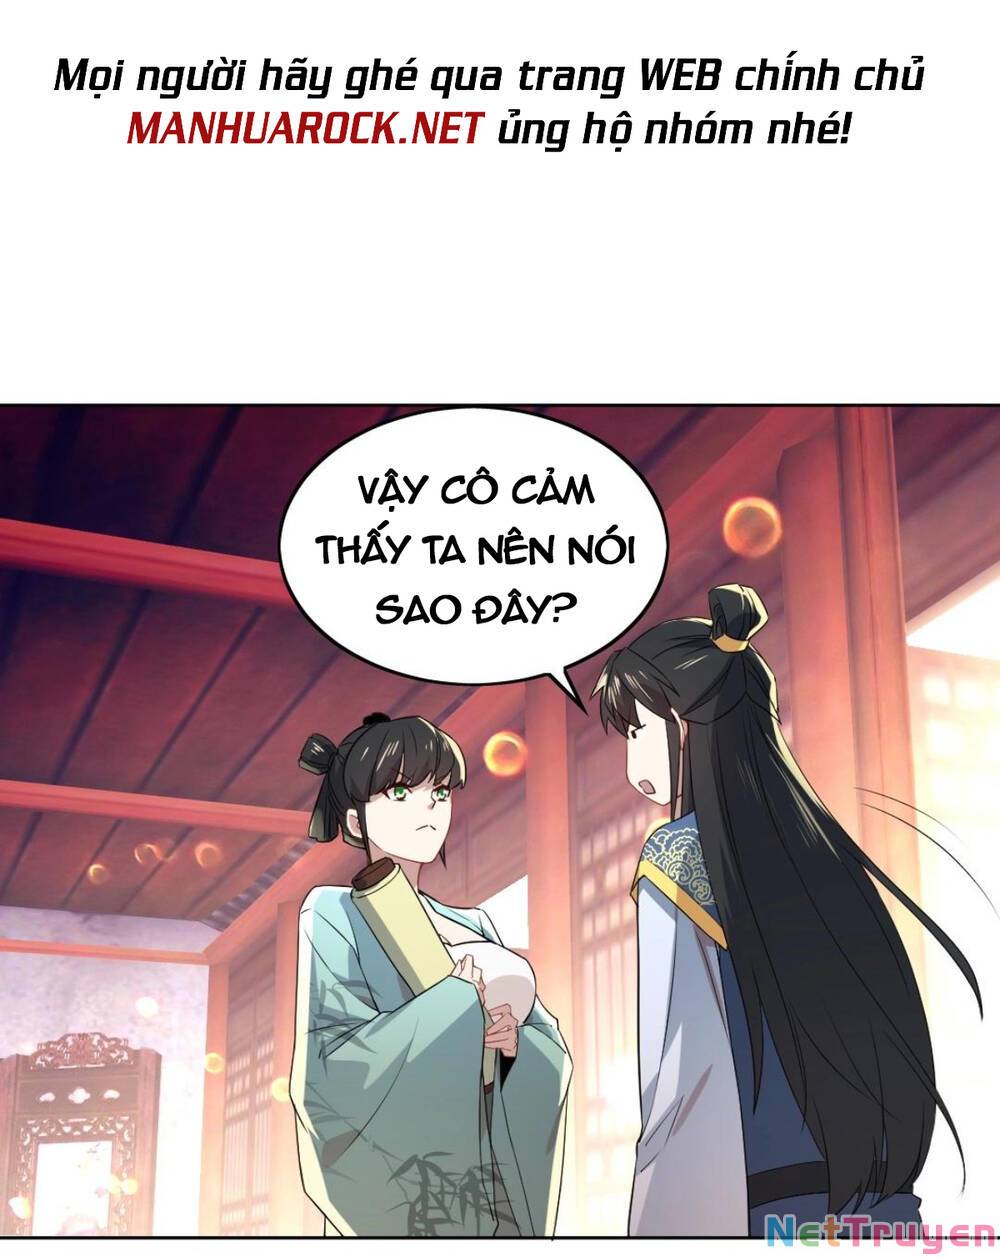 Mọi người hãy ghé qua trang WEB chính chủ
MANHUAROCK.NET ủng hộ nhóm nhé!
VẬY CÔ CẢM
THẤY TA NÊN NÓI
SAO ĐÂY?
NetTruyen